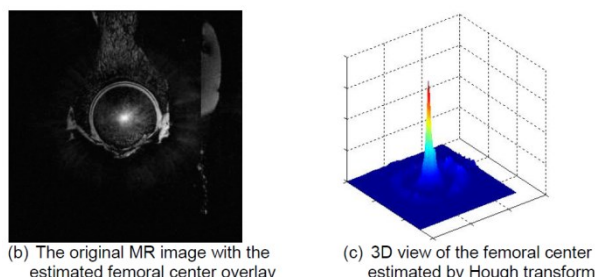 (b) The original MR image with the
estimated femoral center overlay
(c) 3D view of the femoral center
estimated by Hough transform